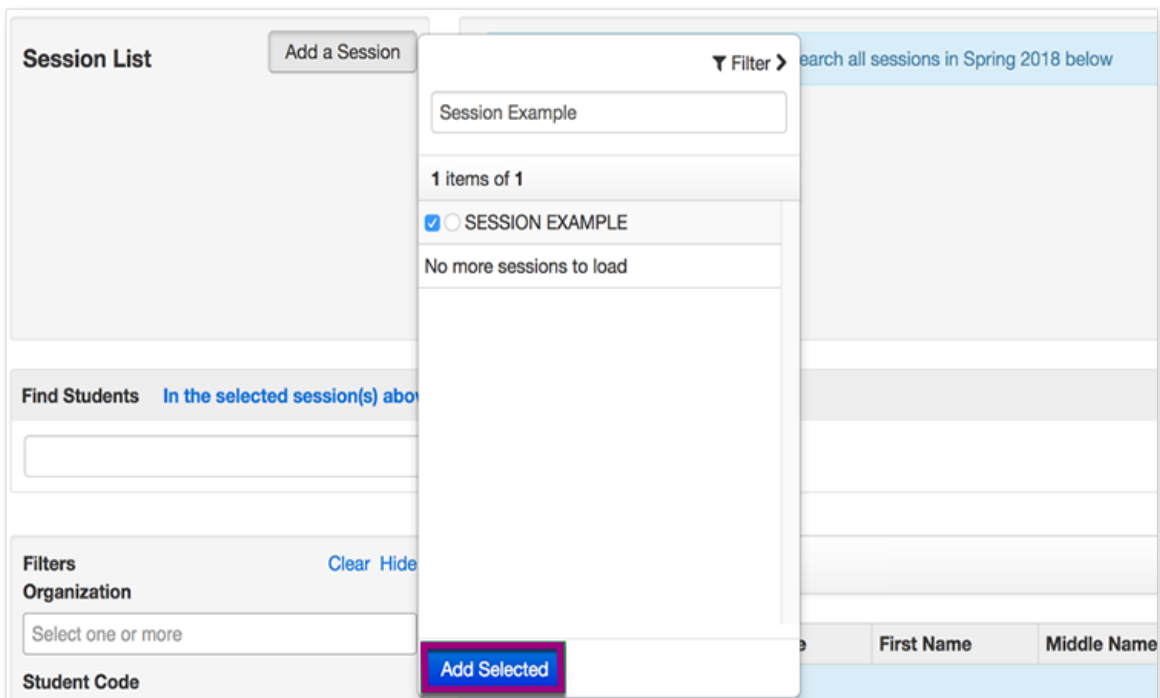 Session List
Add a Session
Filter
earch all sessions in Spring 2018 below
Session Example
1 items of 1
SESSION EXAMPLE
No more sessions to load
Find Students In the selected session(s) abov
Filters
Clear Hide
Organization
Select one or more
First Name Middle Name
Add Selected
Student Code